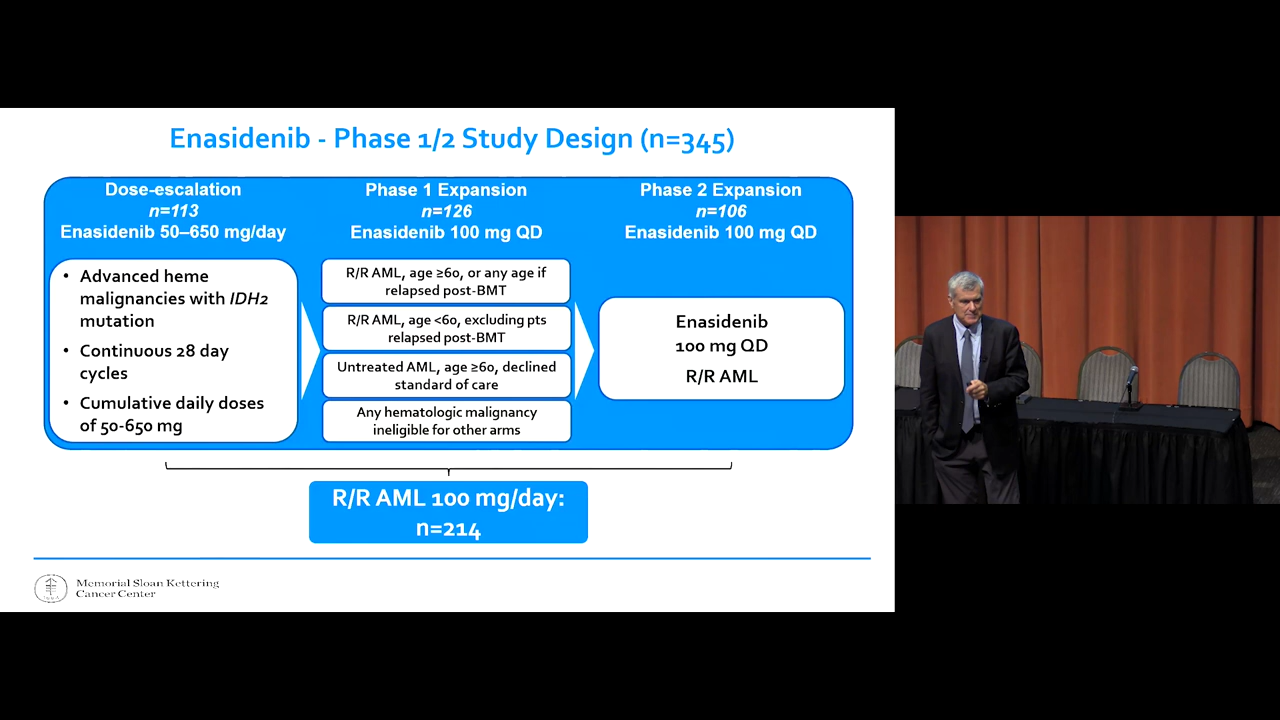 Enasidenib - Phase 1/2 Study Design (n=345)
Dose-escalation
n=113
Enasidenib 50–650 mg/day
• Advanced heme
malignancies with IDH2
mutation
• Continuous 28 day
cycles
• Cumulative daily doses
of 50-650 mg
Phase 1 Expansion
n=126
Enasidenib 100 mg QD
R/R AML, age ≥60, or any age if
relapsed post-BMT
R/R AML, age <60, excluding pts
relapsed post-BMT
Untreated AML, age ≥60, declined
standard of care
Any hematologic malignancy
ineligible for other arms
Phase 2 Expansion
n=106
Enasidenib 100 mg QD
Enasidenib
100 mg QD
R/R AML
R/R AML 100 mg/day:
n=214
Memorial Sloan Kettering
Cancer Center